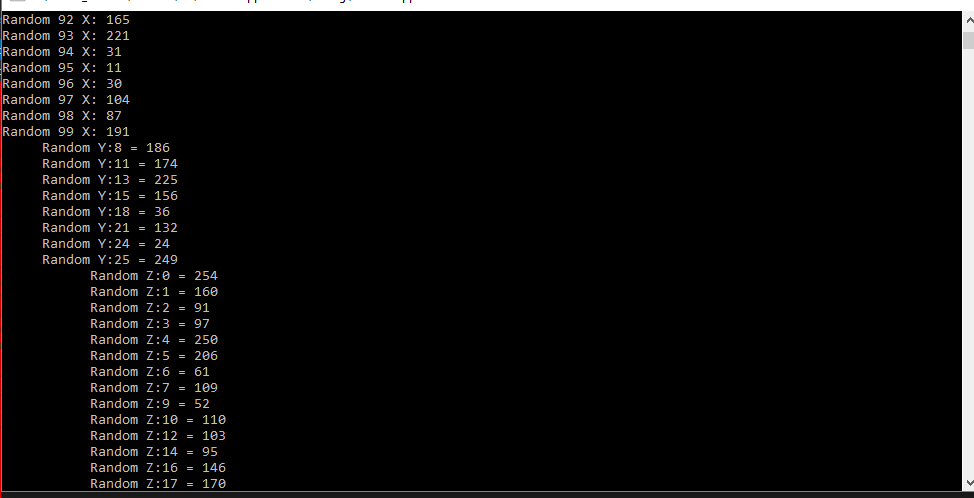 Random 92 X: 165
Random 93 X: 221
Random 94 X: 31
Random 95 X: 11
Random 96 X: 30
Random 97 X: 104
Random 98 X: 87
Random 99 X: 191
Random Y:8 = 186
Random Y:11 = 174
Random Y:13 = 225
Random Y:15 = 156
Random Y:18 = 36
Random Y:21 = 132
Random Y:24 = 24
Random Y:25 = 249
Random Z:0 = 254
Random Z:1 = 160
Random Z:2 = 91
Random Z:3 = 97
Random Z:4 = 250
Random Z:5 = 206
Random Z:6 = 61
Random Z:7 = 109
Random Z:9 = 52
Random Z:10 = 110
Random Z:12 = 103
Random Z:14 = 95
Random Z:16 = 146
Random Z:17 = 170